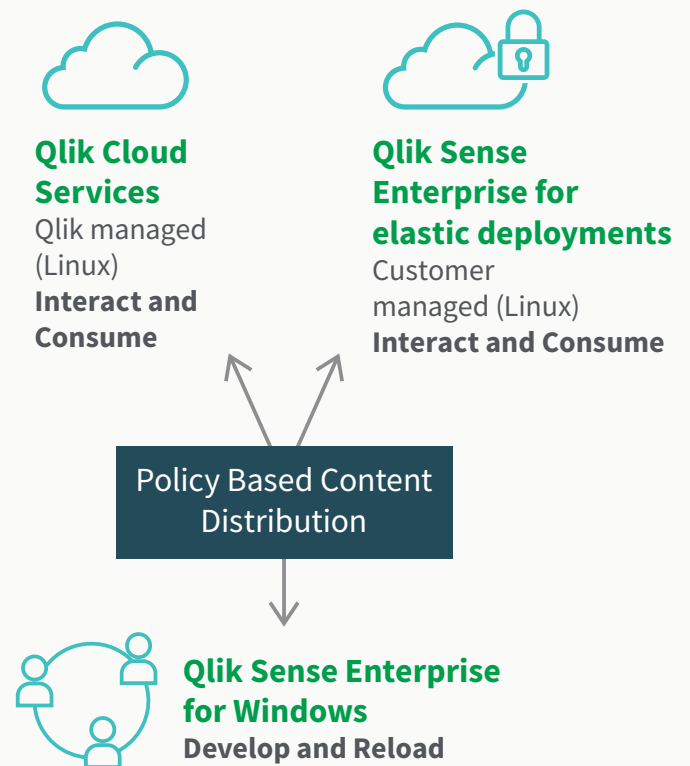 Qlik Cloud
Services
Qlik managed
(Linux)
Interact and
Consume
Qlik Sense
Enterprise for
elastic deployments
Customer
managed (Linux)
Interact and Consume
Policy Based Content
Distribution
Qlik Sense Enterprise
for Windows
Develop and Reload